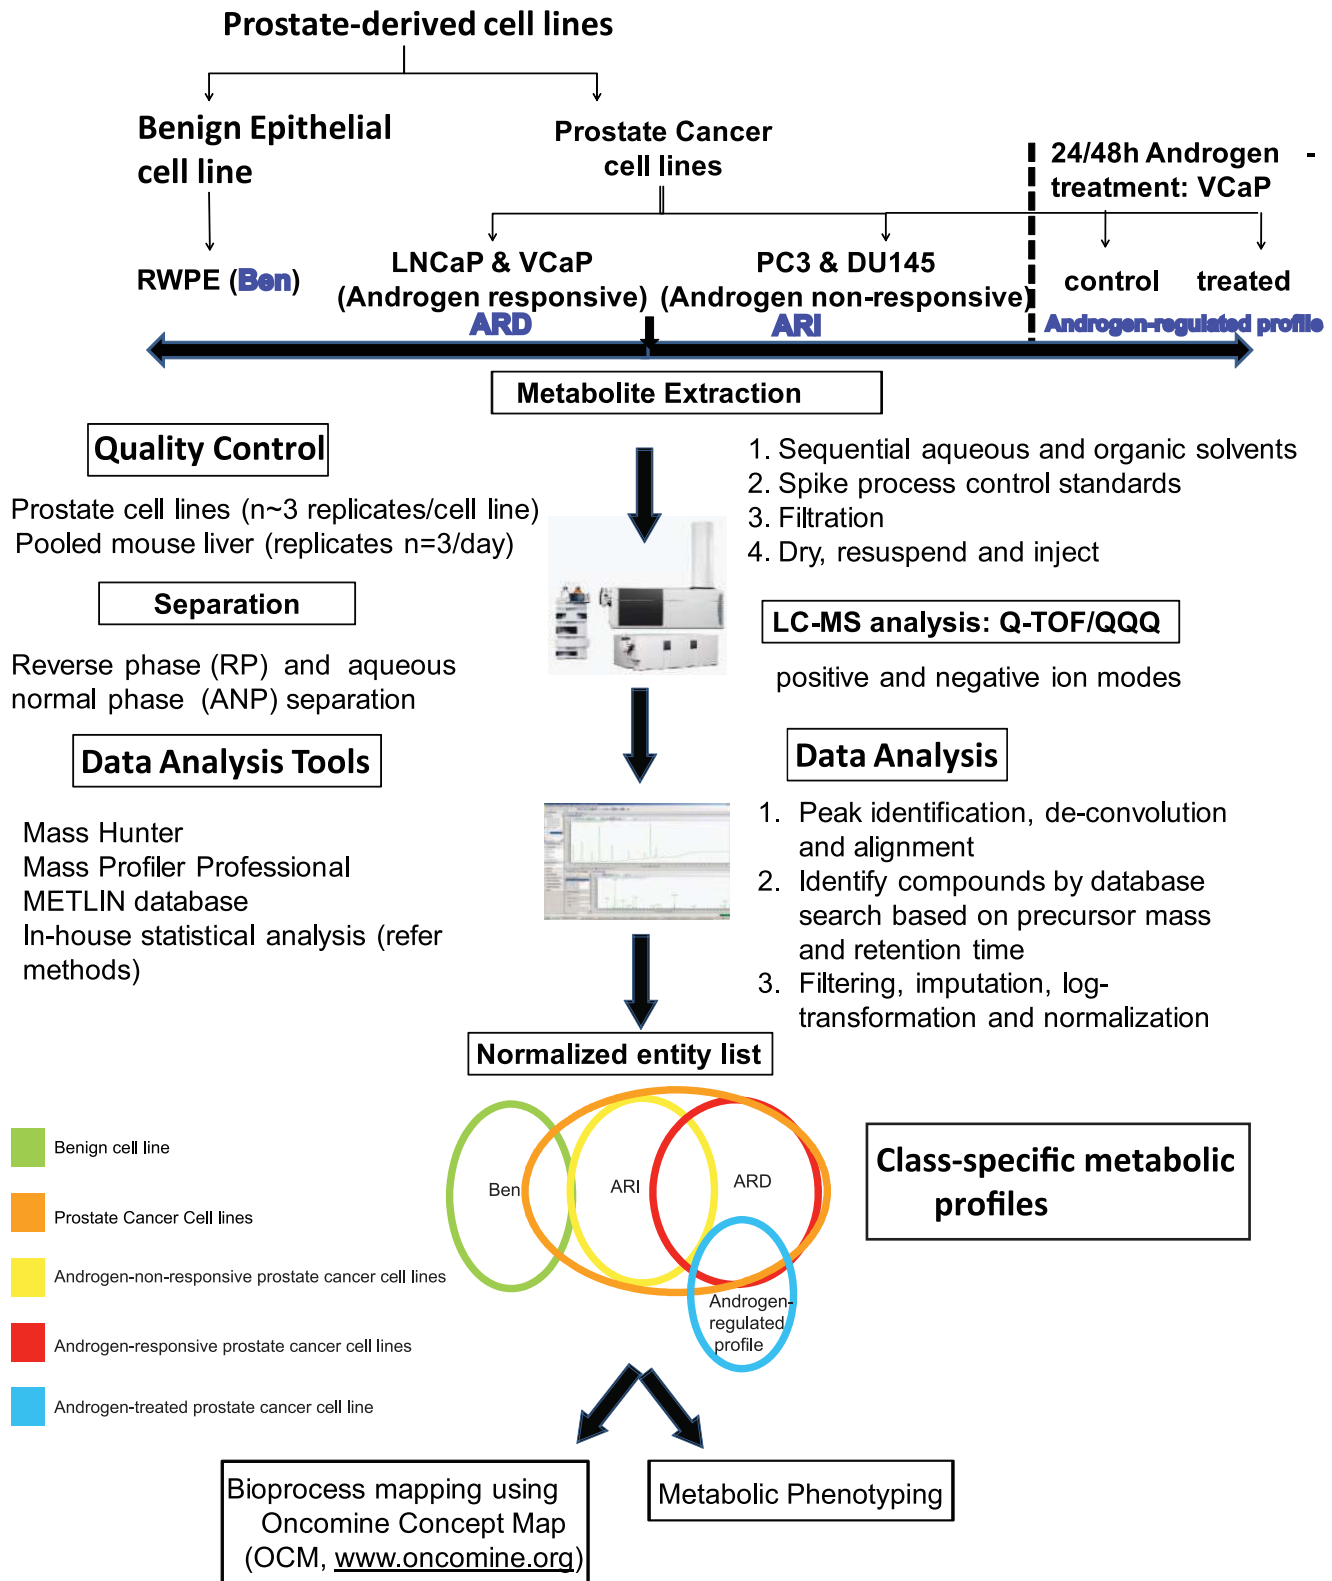 Prostate-derived cell lines
Benign Epithelial
cell line
Prostate Cancer
cell lines
24/48h Androgen -
treatment: VCaP
RWPE (Ben)
LNCaP & VCaP
(Androgen responsive)
ARD
PC3 & DU145
(Androgen non-responsive)
ARI
control
treated
Androgen-regulated profile
Metabolite Extraction
Quality Control
Prostate cell lines (n~3 replicates/cell line)
Pooled mouse liver (replicates n=3/day)
1. Sequential aqueous and organic solvents
2. Spike process control standards
3. Filtration
4. Dry, resuspend and inject
Separation
Reverse phase (RP) and aqueous
normal phase (ANP) separation
LC-MS analysis: Q-TOF/QQQ
positive and negative ion modes
Data Analysis Tools
Mass Hunter
Mass Profiler Professional
METLIN database
In-house statistical analysis (refer
methods)
Data Analysis
1. Peak identification, de-convolution
and alignment
2. Identify compounds by database
search based on precursor mass
and retention time
3. Filtering, imputation, log-
transformation and normalization
Normalized entity list
Benign cell line
Prostate Cancer Cell lines
Androgen-non-responsive prostate cancer cell lines
Androgen-responsive prostate cancer cell lines
Androgen-treated prostate cancer cell line
Ben
ARI
ARD
Androgen-
regulated
profile
Class-specific metabolic
profiles
Bioprocess mapping using
Oncomine Concept Map
(OCM, www.oncomine.org)
Metabolic Phenotyping